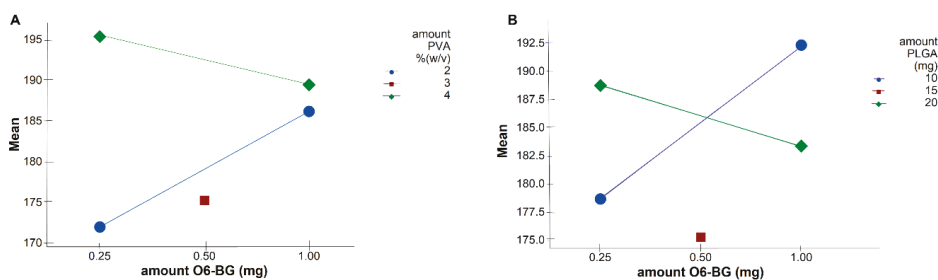 A
amount
PVA
%(w/v)
2
3
4
195
190
185
180
175
170
Mean
0.25
0.50
1.00
amount O6-BG (mg)
B
amount
PLGA
(mg)
10
15
20
192.5
190.0
187.5
185.0
182.5
180.0
177.5
175.0
Mean
0.25
0.50
1.00
amount O6-BG (mg)